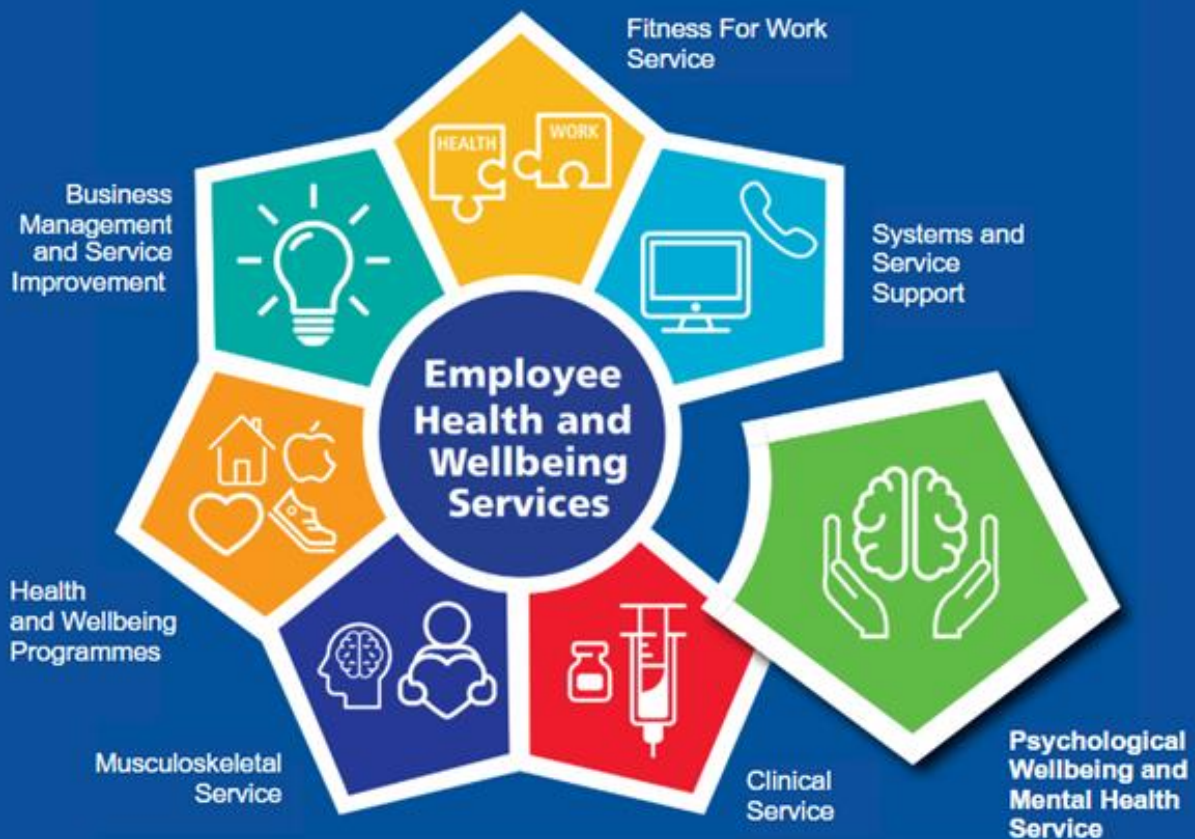 Fitness For Work
Service
HEALTH
WORK
Business
Management
and Service
Improvement
Systems and
Service
Support
Employee
Health and
Wellbeing
Services
Health
and Wellbeing
Programmes
Musculoskeletal
Service
Clinical
Service
Psychological
Wellbeing and
Mental Health
Service